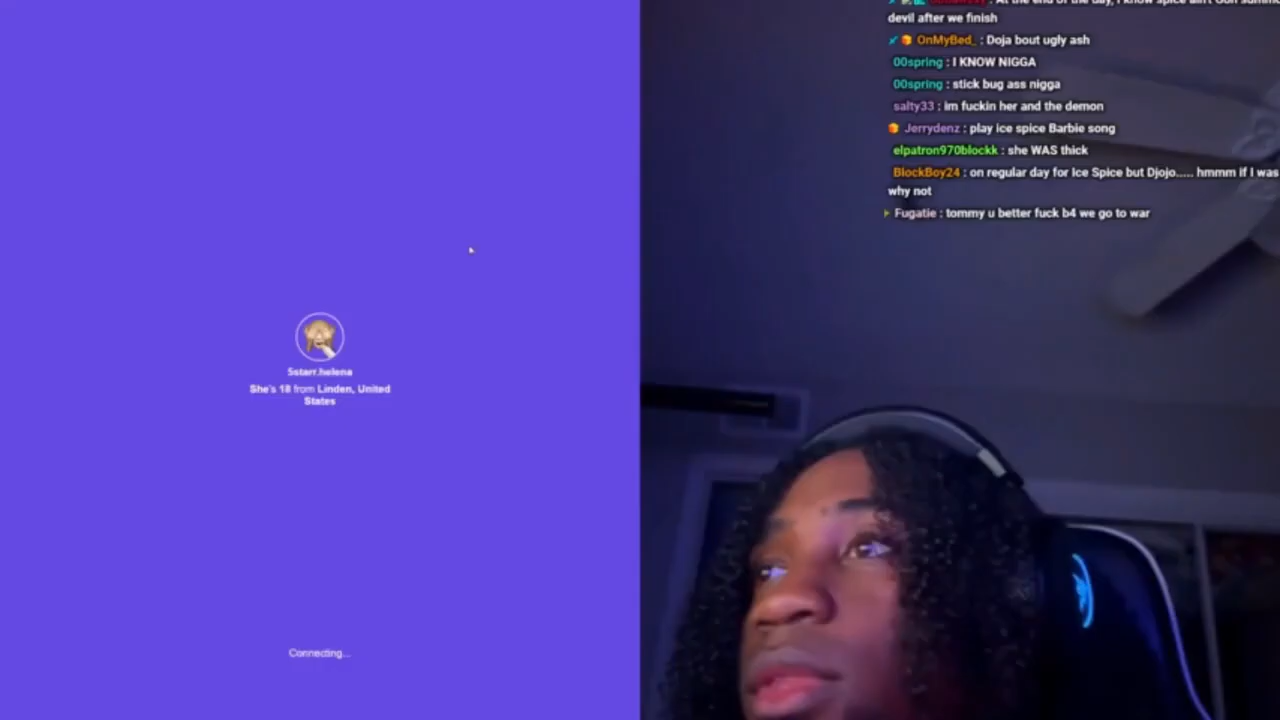 devil after we finish
OnMyBed_ : Doja bout ugly ash
00spring : I KNOW NIGGA
00spring : stick bug ass nigga
salty33 : im fuckin her and the demon
Jerrydenz : play ice spice Barbie song
elpatron970blockk : she WAS thick
BlockBoy24 : on regular day for Ice Spice but Djojo..... hmmm if I was
why not
Fugatie : tommy u better fuck b4 we go to war
5starr.helena
She's 18 from Linden, United
States
Connecting...